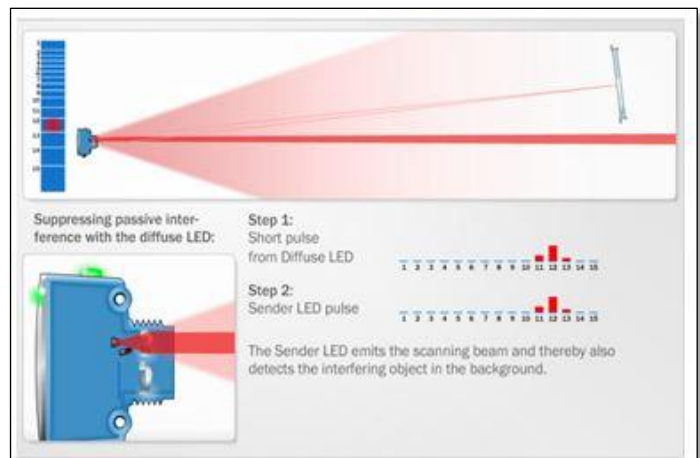 Suppressing passive inter-
ference with the diffuse LED:
Step 1:
Short pulse
from Diffuse LED
1 2 3 4 5 6 7 8 9 10 11 12 13 14 15
Step 2:
Sender LED pulse
1 2 3 4 5 6 7 8 9 10 11 12 13 14 15
The Sender LED emits the scanning beam and thereby also
detects the interfering object in the background.